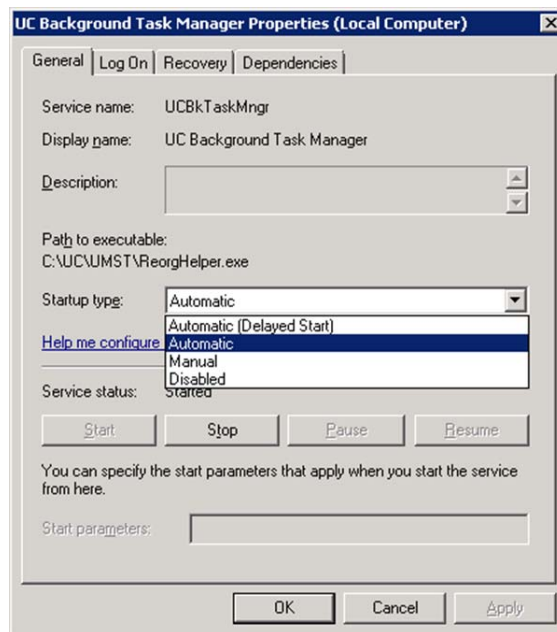 UC Background Task Manager Properties (Local Computer)
General Log On Recovery Dependencies
Service name: UCBkTaskMngr
Display name: UC Background Task Manager
Description:
Path to executable:
C:\UC\UMST\ReorgHelper.exe
Startup type: Automatic
Automatic (Delayed Start)
Help me configure Automatic
Manual
Disabled
Service status: Started
Start Stop Pause Resume
You can specify the start parameters that apply when you start the service
from here.
Start parameters:
OK Cancel Apply